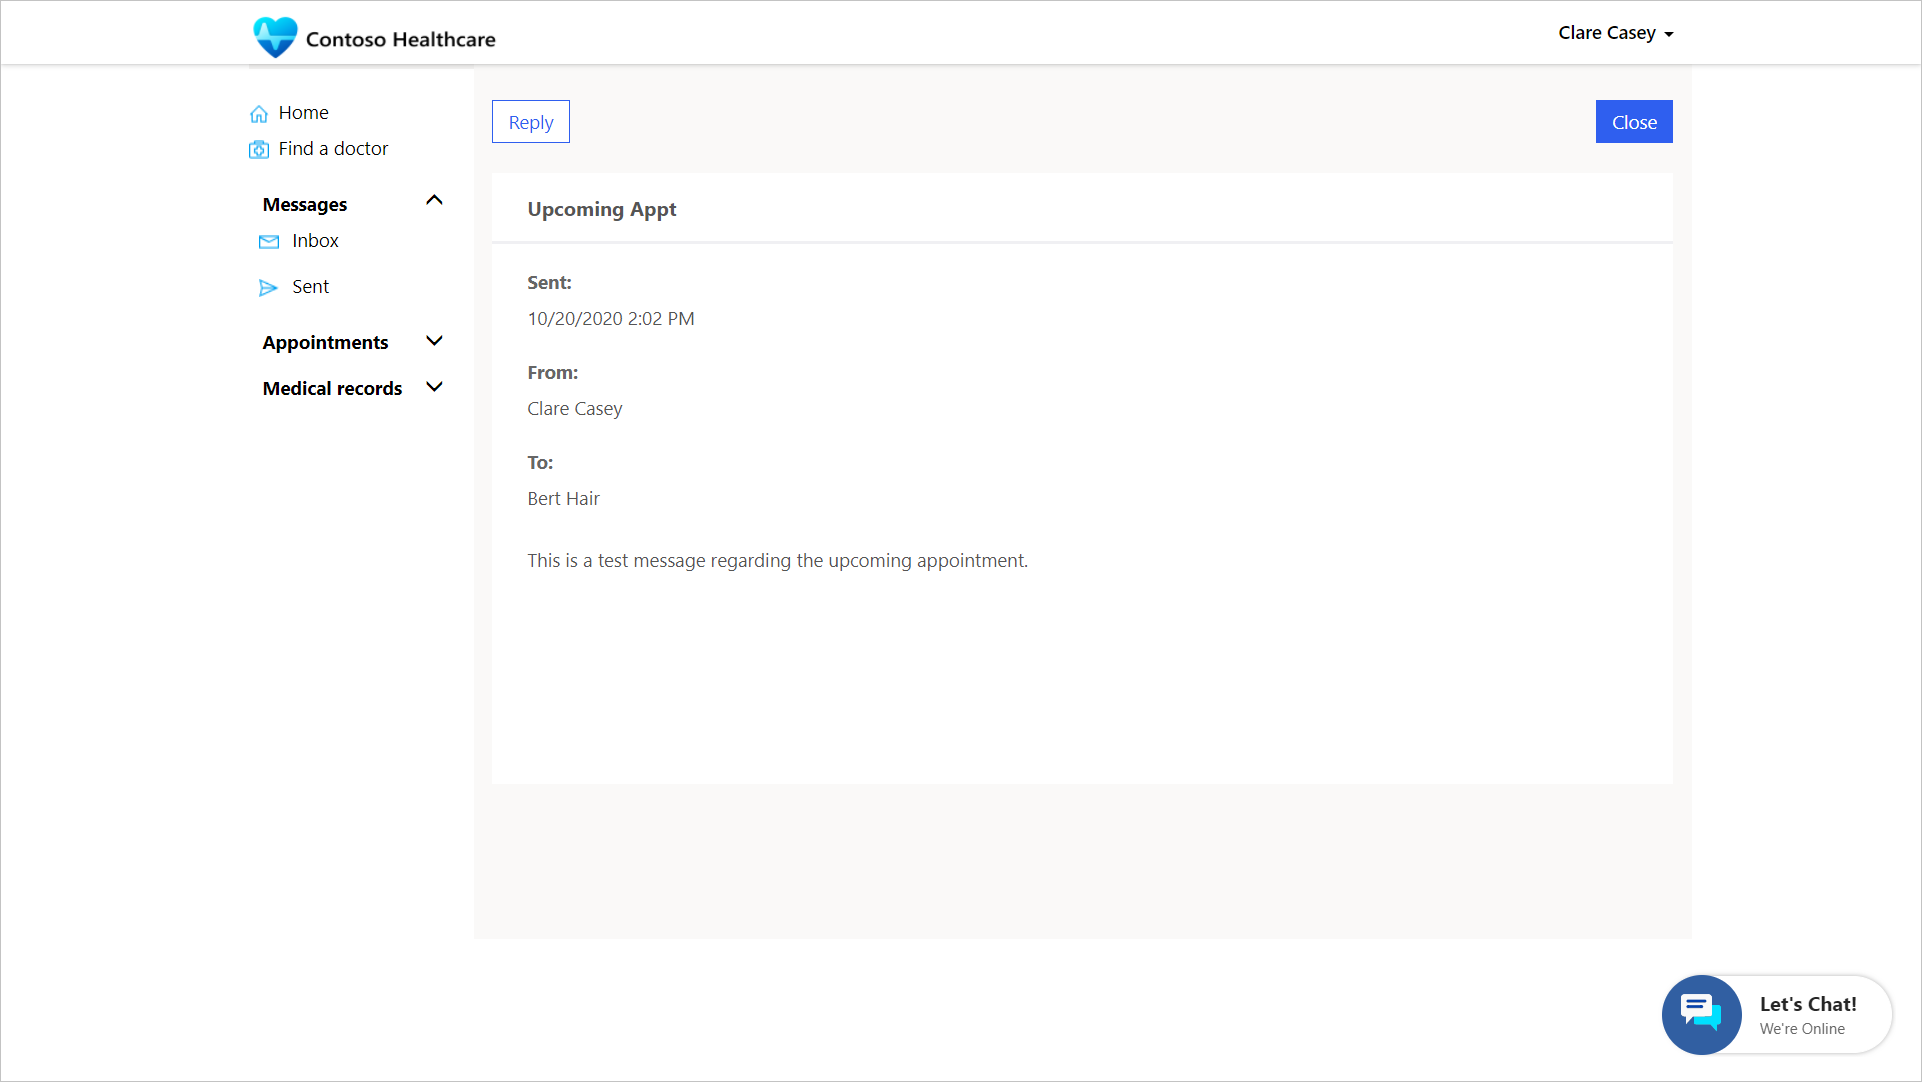 Contoso Healthcare
Clare Casey
Home
Find a doctor
Messages
Inbox
Sent
Appointments
Medical records
Reply
Close
Upcoming Appt
Sent:
10/20/2020 2:02 PM
From:
Clare Casey
To:
Bert Hair
This is a test message regarding the upcoming appointment.
Let's Chat!
We're Online